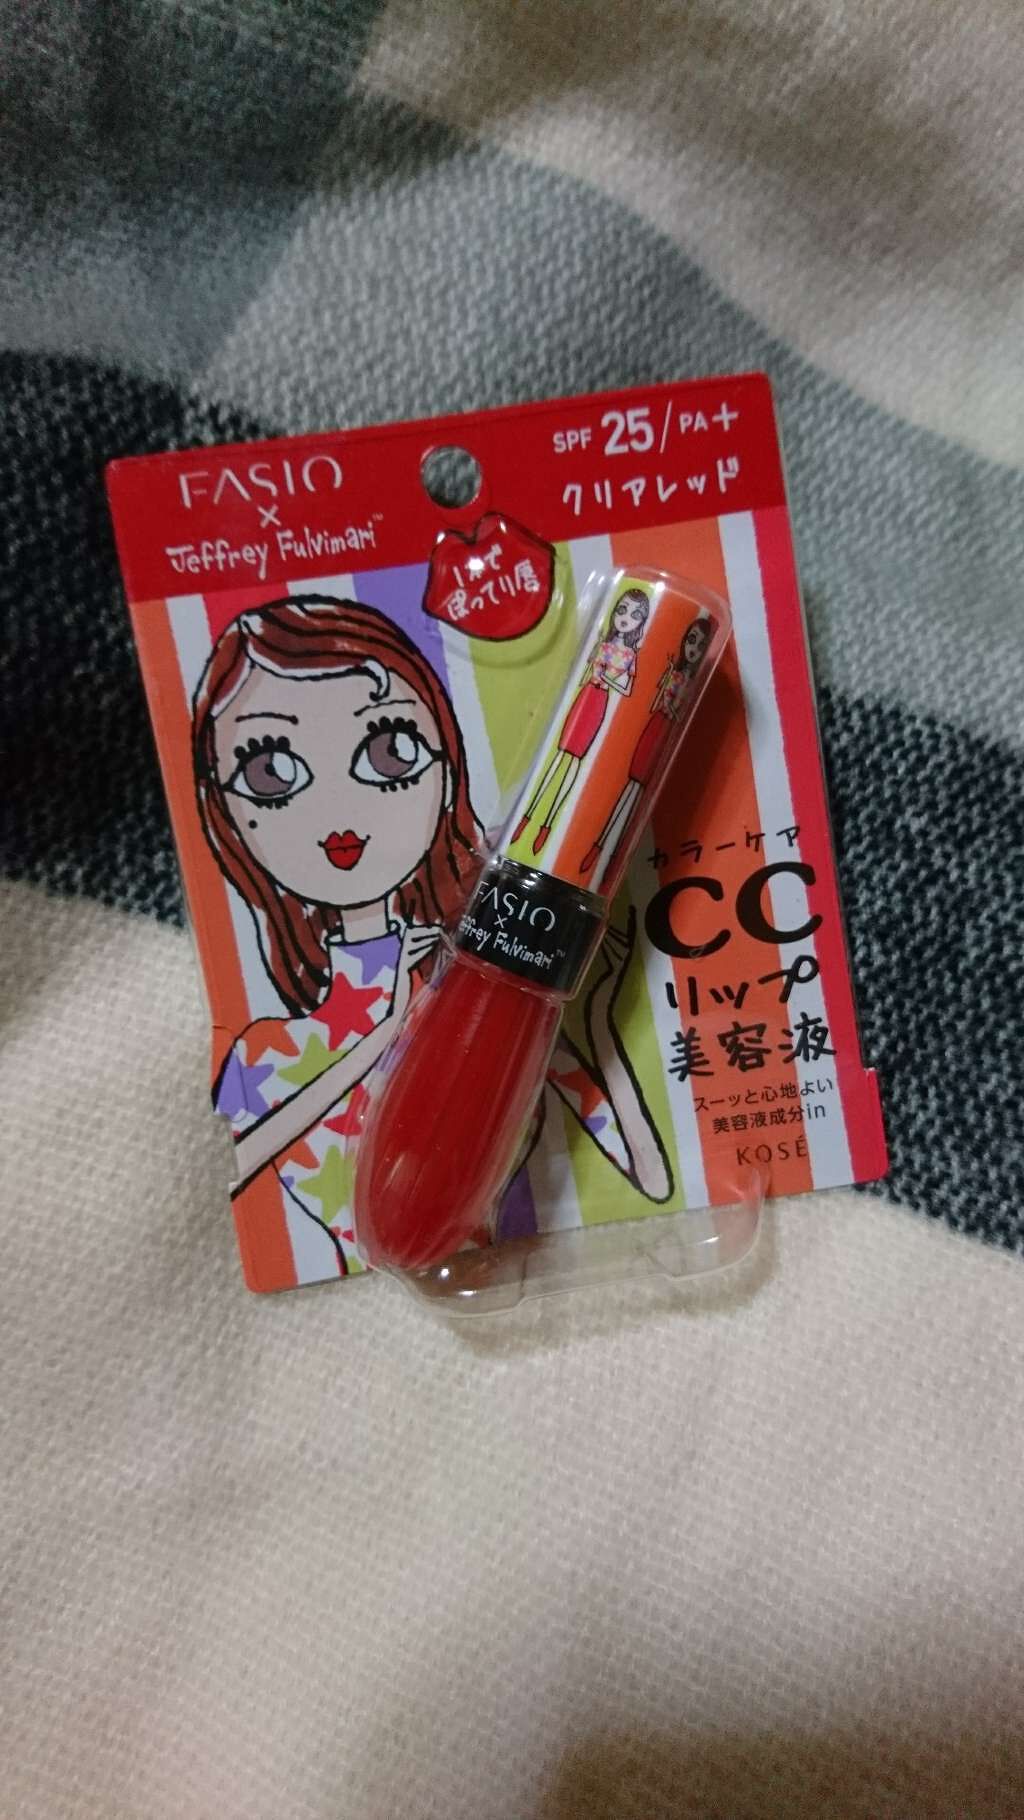 FASIO
×
Jeffrey Fulvimari™
SPF 25/PA+
クリアレッド
1本で
ぽってり唇
FASIO
×
Jeffrey Fulvimari™
カラーケア
CC
リップ
美容液
スーッと心地よい
美容液成分in
KOSÉ